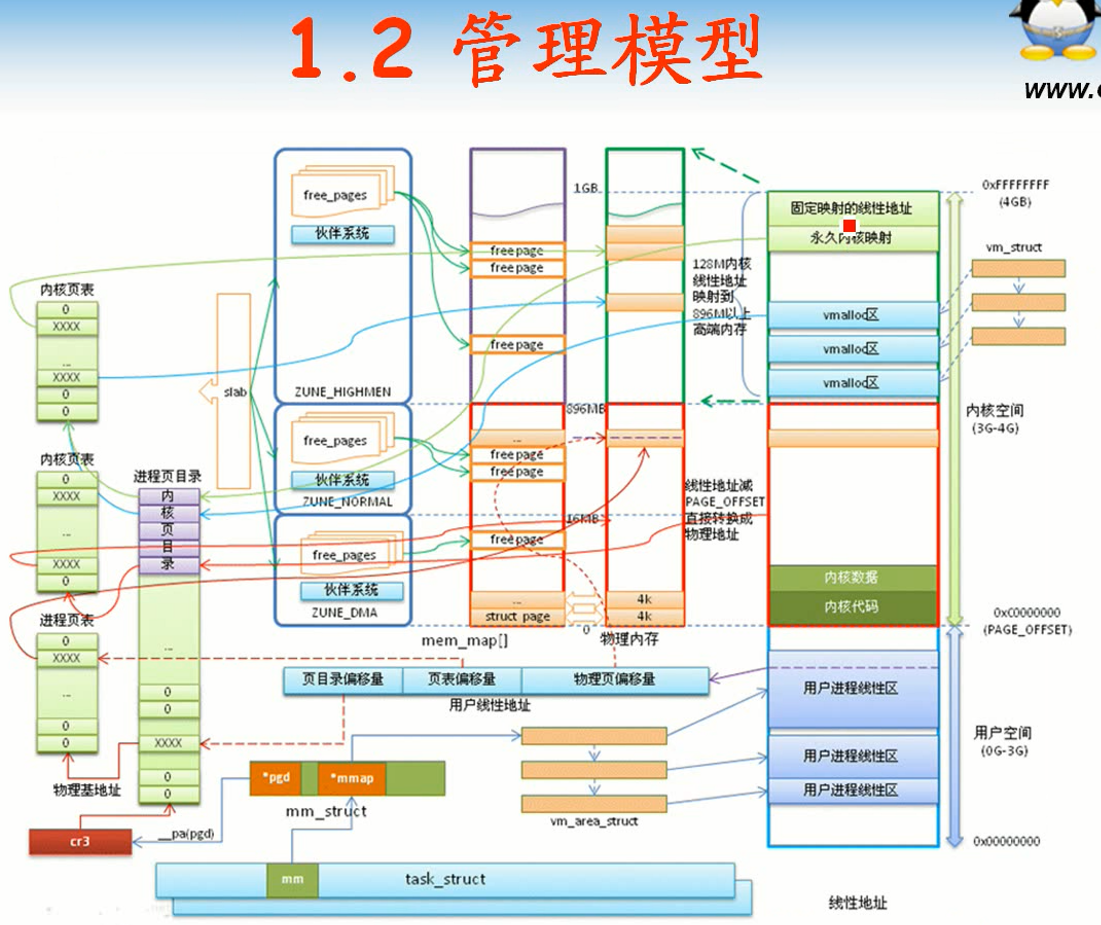 1.2 管理模型
www.
free_pages
伙伴系统
ZUNE_HIGHMEN
free_pages
伙伴系统
ZUNE_NORMAL
free_pages
伙伴系统
ZUNE_DMA
slab
内核页表
0
XXXX
...
XXXX
0
0
内核页表
0
XXXX
...
XXXX
0
进程页表
0
XXXX
...
0
0
进程页目录
内
核
页
目
录
...
0
0
XXXX
0
0
物理基地址
cr3
__pa(pgd)
free page
free page
free page
...
free page
free page
free page
...
struct page
mem_map[]
1GB
896MB
16MB
0
4k
4k
物理内存
128M内核
线性地址
映射到
896M以上
高端内存
线性地址减
PAGE_OFFSET
直接转换成
物理地址
固定映射的线性地址
永久内核映射
vmalloc区
vmalloc区
vmalloc区
内核数据
内核代码
用户进程线性区
用户进程线性区
用户进程线性区
0xFFFFFFFF
(4GB)
vm_struct
内核空间
(3G-4G)
0xC0000000
(PAGE_OFFSET)
用户空间
(0G-3G)
0x00000000
线性地址
页目录偏移量
页表偏移量
物理页偏移量
用户线性地址
*pgd
*mmap
mm_struct
vm_area_struct
mm
task_struct